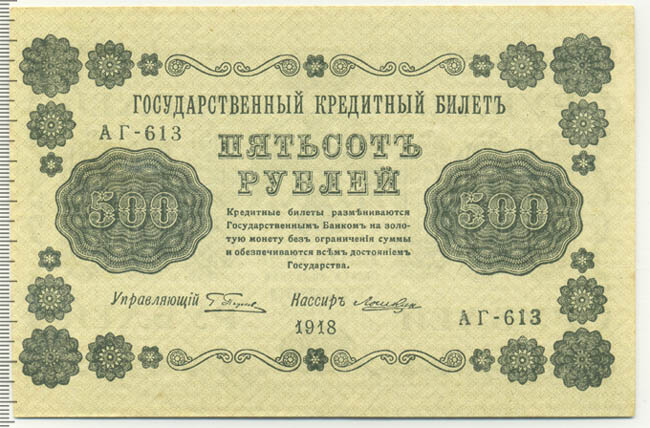 ГОСУДАРСТВЕННЫЙ КРЕДИТНЫЙ БИЛЕТЪ
АГ-613
ПЯТЬСОТЪ
РУБЛЕЙ
500
500
Кредитные билеты размѣниваются
Государственнымъ Банкомъ на золо-
тую монету безъ ограниченія суммы
и обезпечиваются всѣмъ достояніемъ
Государства.
Управляющій
Кассиръ
1918
АГ-613